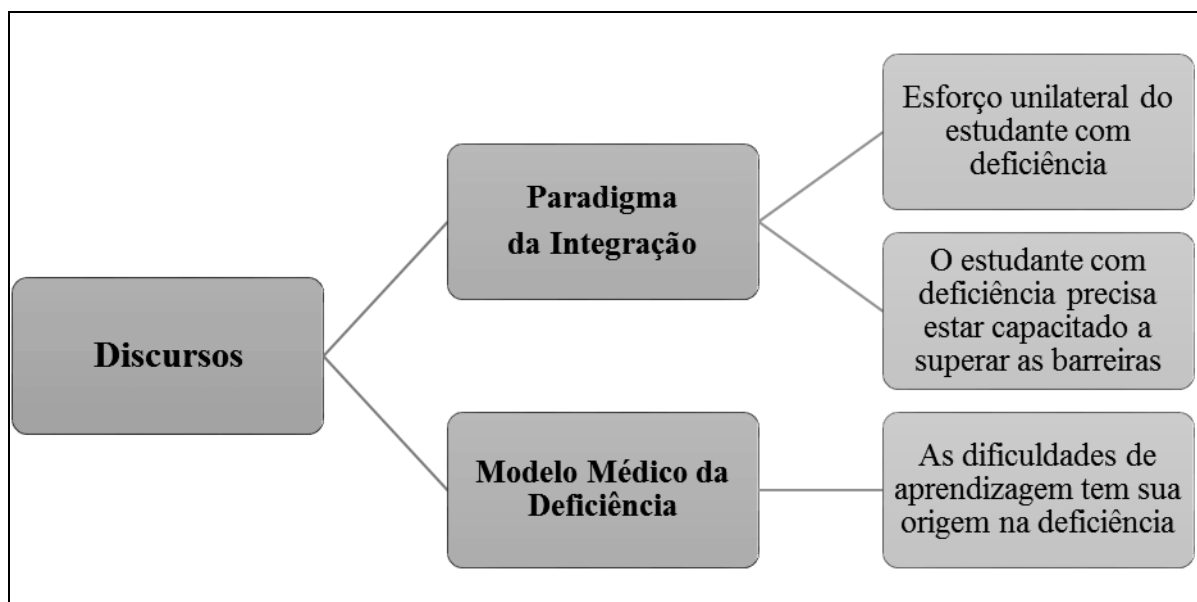 Discursos
Paradigma
da Integração
Esforço unilateral do
estudante com
deficiência
O estudante com
deficiência precisa
estar capacitado a
superar as barreiras
Modelo Médico da
Deficiência
As dificuldades de
aprendizagem tem sua
origem na deficiência